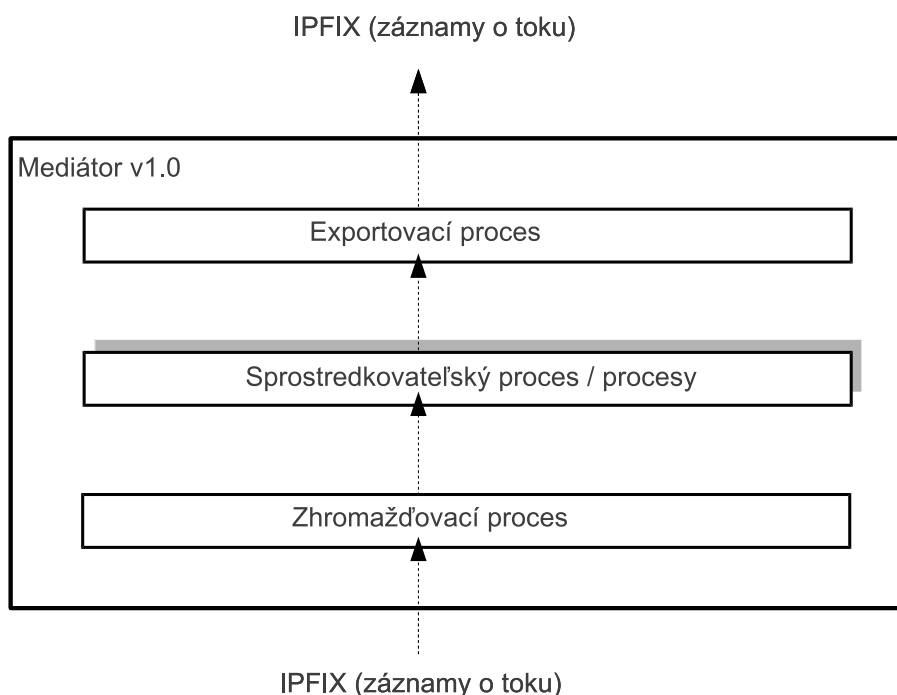 IPFIX (záznamy o toku)
Mediátor v1.0
Exportovací proces
Sprostredkovateľský proces / procesy
Zhromažďovací proces
IPFIX (záznamy o toku)